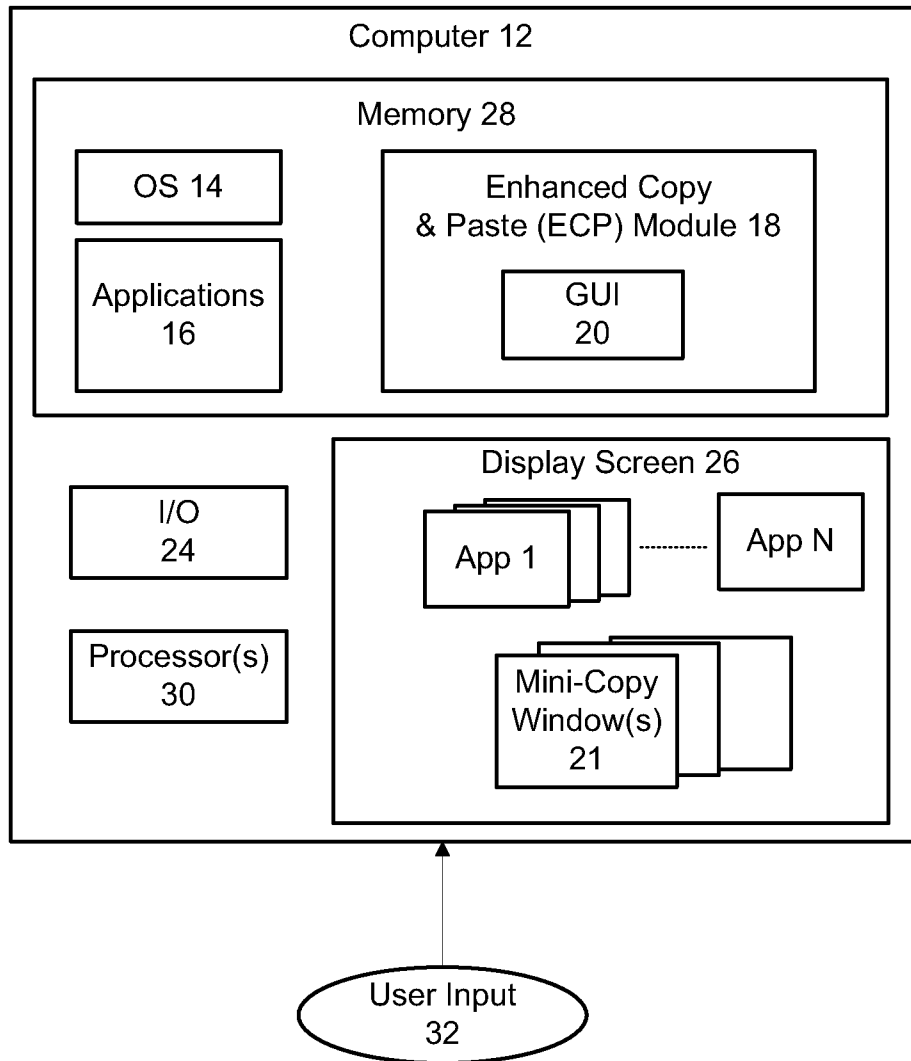 Computer 12
Memory 28
OS 14
Applications
16
Enhanced Copy
& Paste (ECP) Module 18
GUI
20
I/O
24
Processor(s)
30
Display Screen 26
App 1
App N
Mini-Copy
Window(s)
21
User Input
32